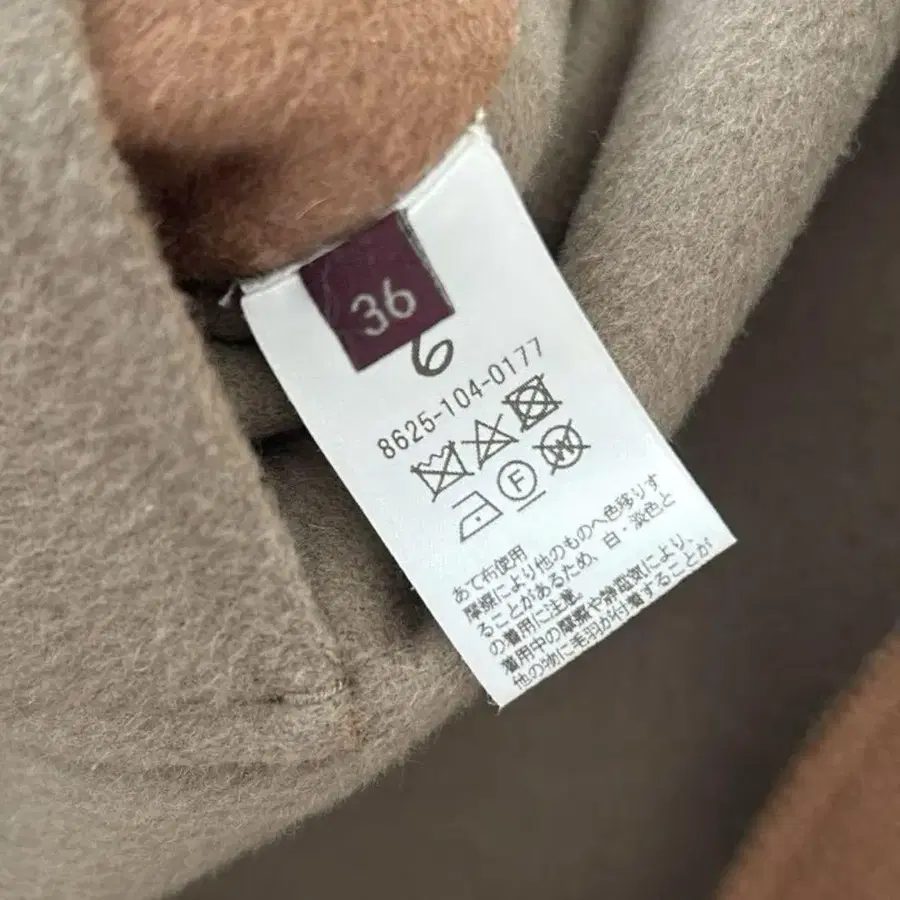 36
6
8625-104-0177
F
W
あて布使用
摩擦により他のものへ色移りす
ることがあるため、白・淡色と
の着用に注意。
着用中の摩擦や静電気により、
他の物に毛羽が付着することが